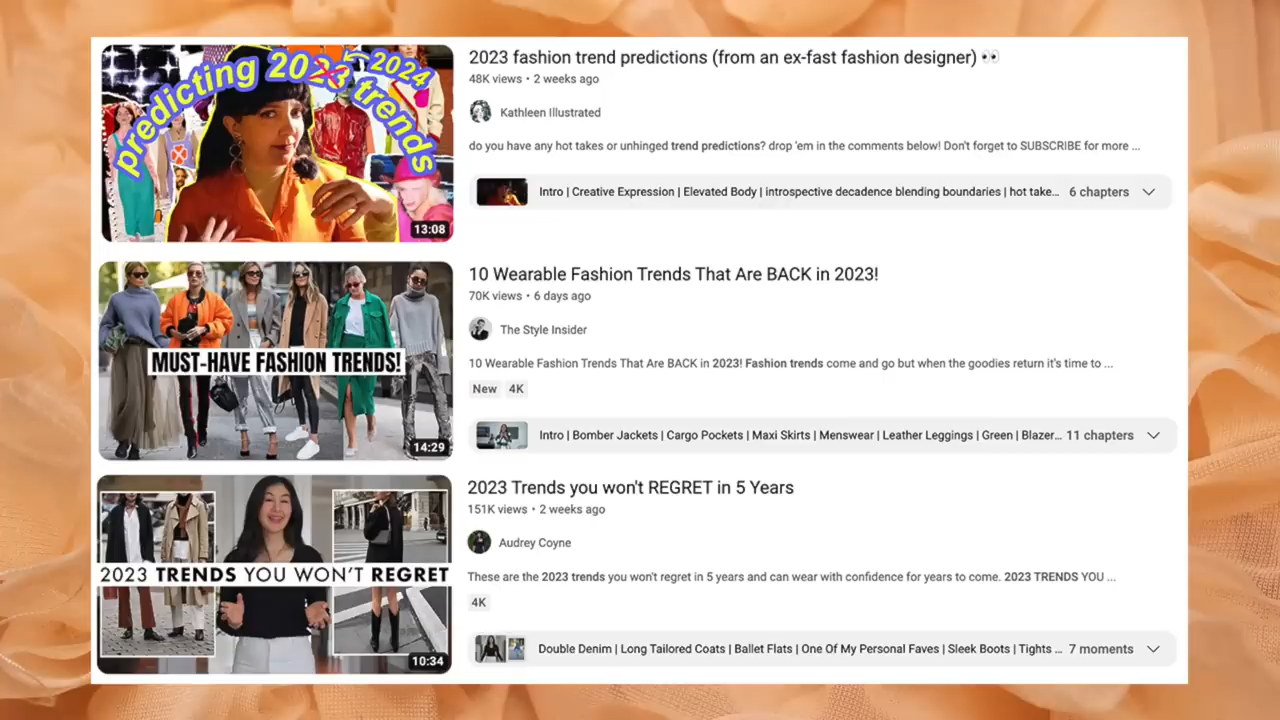 predicting 2023 trends
2024
13:08
2023 fashion trend predictions (from an ex-fast fashion designer) 👀
48K views • 2 weeks ago
Kathleen Illustrated
do you have any hot takes or unhinged trend predictions? drop 'em in the comments below! Don't forget to SUBSCRIBE for more ...
Intro | Creative Expression | Elevated Body | introspective decadence blending boundaries | hot take... 6 chapters
MUST-HAVE FASHION TRENDS!
14:29
10 Wearable Fashion Trends That Are BACK in 2023!
70K views • 6 days ago
The Style Insider
10 Wearable Fashion Trends That Are BACK in 2023! Fashion trends come and go but when the goodies return it's time to ...
New 4K
Intro | Bomber Jackets | Cargo Pockets | Maxi Skirts | Menswear | Leather Leggings | Green | Blazer... 11 chapters
2023 TRENDS YOU WON'T REGRET
10:34
2023 Trends you won't REGRET in 5 Years
151K views • 2 weeks ago
Audrey Coyne
These are the 2023 trends you won't regret in 5 years and can wear with confidence for years to come. 2023 TRENDS YOU ...
4K
Double Denim | Long Tailored Coats | Ballet Flats | One Of My Personal Faves | Sleek Boots | Tights ... 7 moments